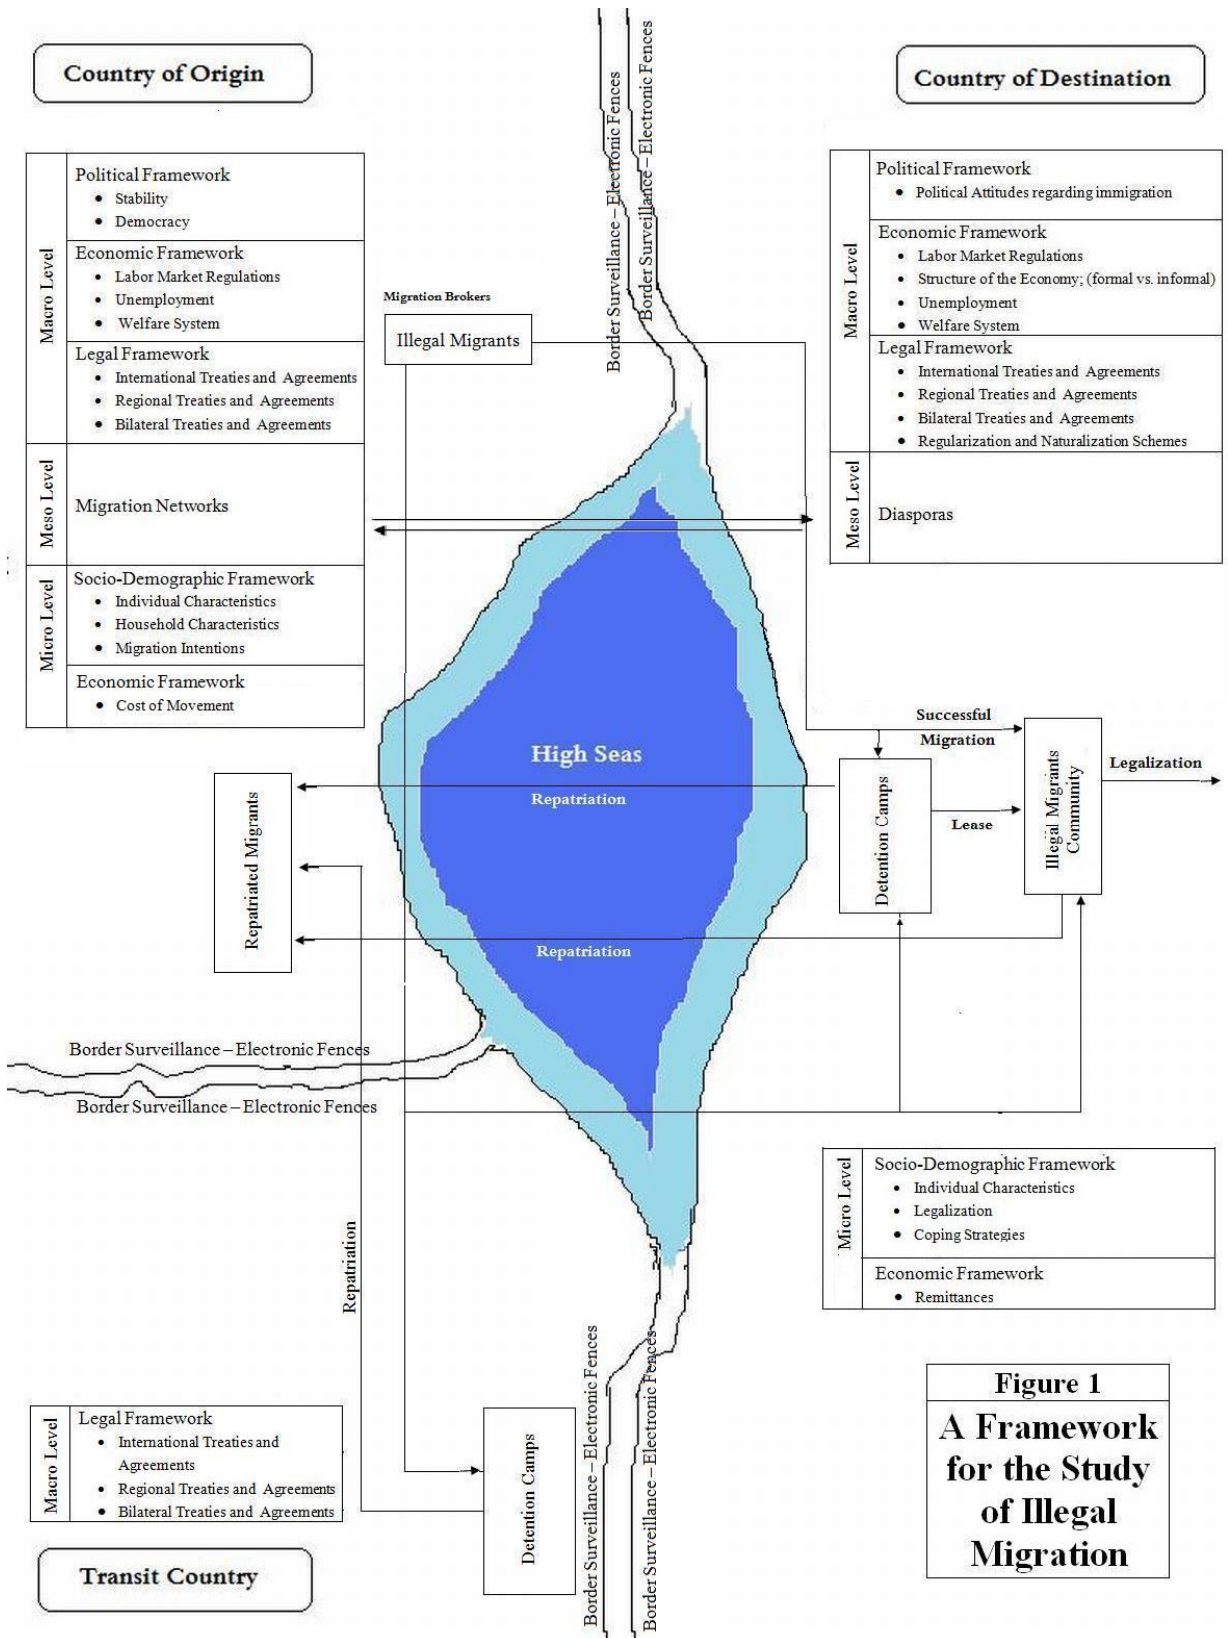 Country of Origin
Macro Level
Political Framework
• Stability
• Democracy
Economic Framework
• Labor Market Regulations
• Unemployment
• Welfare System
Legal Framework
• International Treaties and Agreements
• Regional Treaties and Agreements
• Bilateral Treaties and Agreements
Meso Level
Migration Networks
Micro Level
Socio-Demographic Framework
• Individual Characteristics
• Household Characteristics
• Migration Intentions
Economic Framework
• Cost of Movement
Migration Brokers
Illegal Migrants
Border Surveillance – Electronic Fences
Border Surveillance – Electronic Fences
Country of Destination
Macro Level
Political Framework
• Political Attitudes regarding immigration
Economic Framework
• Labor Market Regulations
• Structure of the Economy; (formal vs. informal)
• Unemployment
• Welfare System
Legal Framework
• International Treaties and Agreements
• Regional Treaties and Agreements
• Bilateral Treaties and Agreements
• Regularization and Naturalization Schemes
Meso Level
Diasporas
High Seas
Repatriation
Repatriation
Repatriated Migrants
Successful
Migration
Detention Camps
Lease
Illegal Migrants
Community
Legalization
Border Surveillance – Electronic Fences
Border Surveillance – Electronic Fences
Repatriation
Micro Level
Socio-Demographic Framework
• Individual Characteristics
• Legalization
• Coping Strategies
Economic Framework
• Remittances
Macro Level
Legal Framework
• International Treaties and
Agreements
• Regional Treaties and Agreements
• Bilateral Treaties and Agreements
Transit Country
Detention Camps
Border Surveillance – Electronic Fences
Border Surveillance – Electronic Fences
Figure 1
A Framework
for the Study
of Illegal
Migration